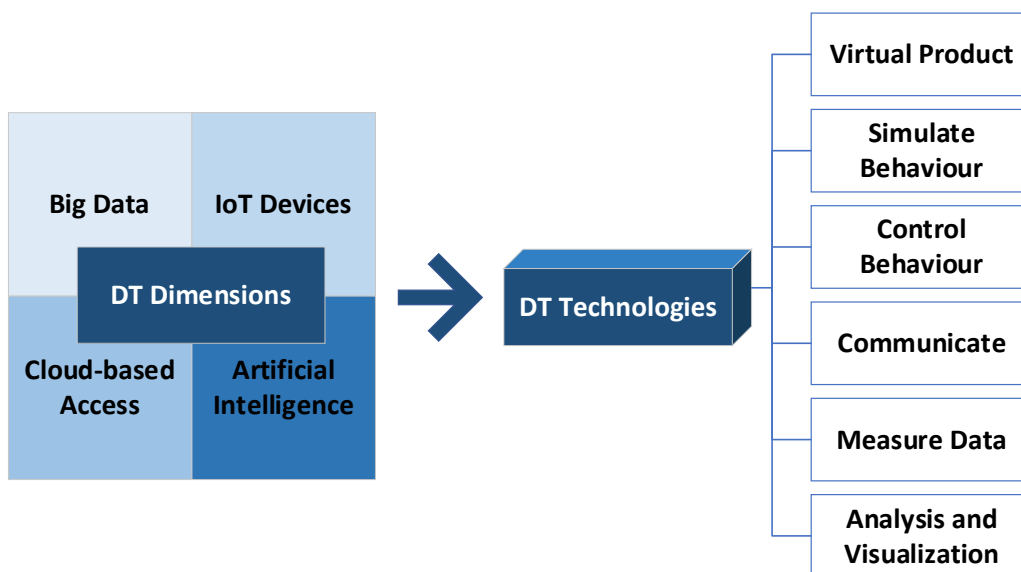 Big Data
IoT Devices
DT Dimensions
Cloud-based
Access
Artificial
Intelligence
DT Technologies
Virtual Product
Simulate
Behaviour
Control
Behaviour
Communicate
Measure Data
Analysis and
Visualization